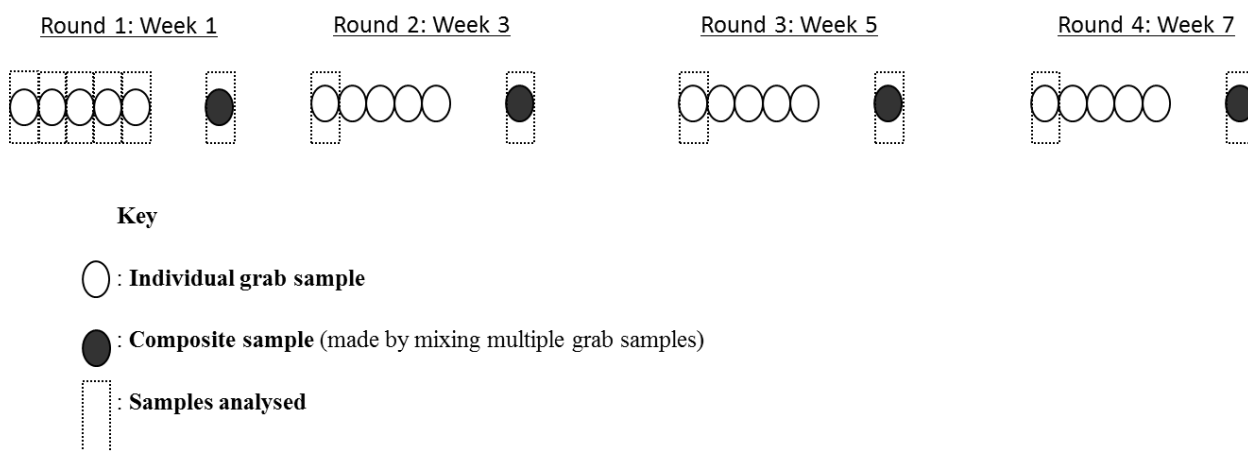 Round 1: Week 1
Round 2: Week 3
Round 3: Week 5
Round 4: Week 7
Key
: Individual grab sample
: Composite sample (made by mixing multiple grab samples)
: Samples analysed